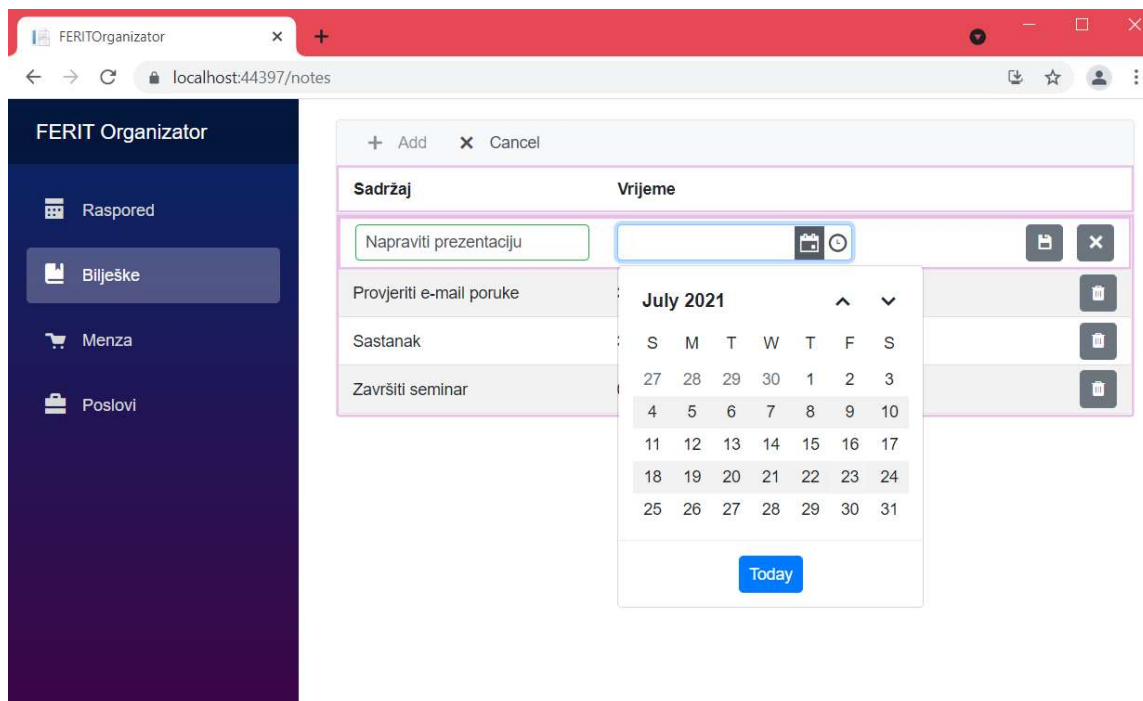 FERITOrganizator
localhost:44397/notes
FERIT Organizator
Raspored
Bilješke
Menza
Poslovi
+ Add × Cancel
Sadržaj Vrijeme
Napraviti prezentaciju
Provjeriti e-mail poruke
Sastanak
Završiti seminar
July 2021
S M T W T F S
27 28 29 30 1 2 3
4 5 6 7 8 9 10
11 12 13 14 15 16 17
18 19 20 21 22 23 24
25 26 27 28 29 30 31
Today